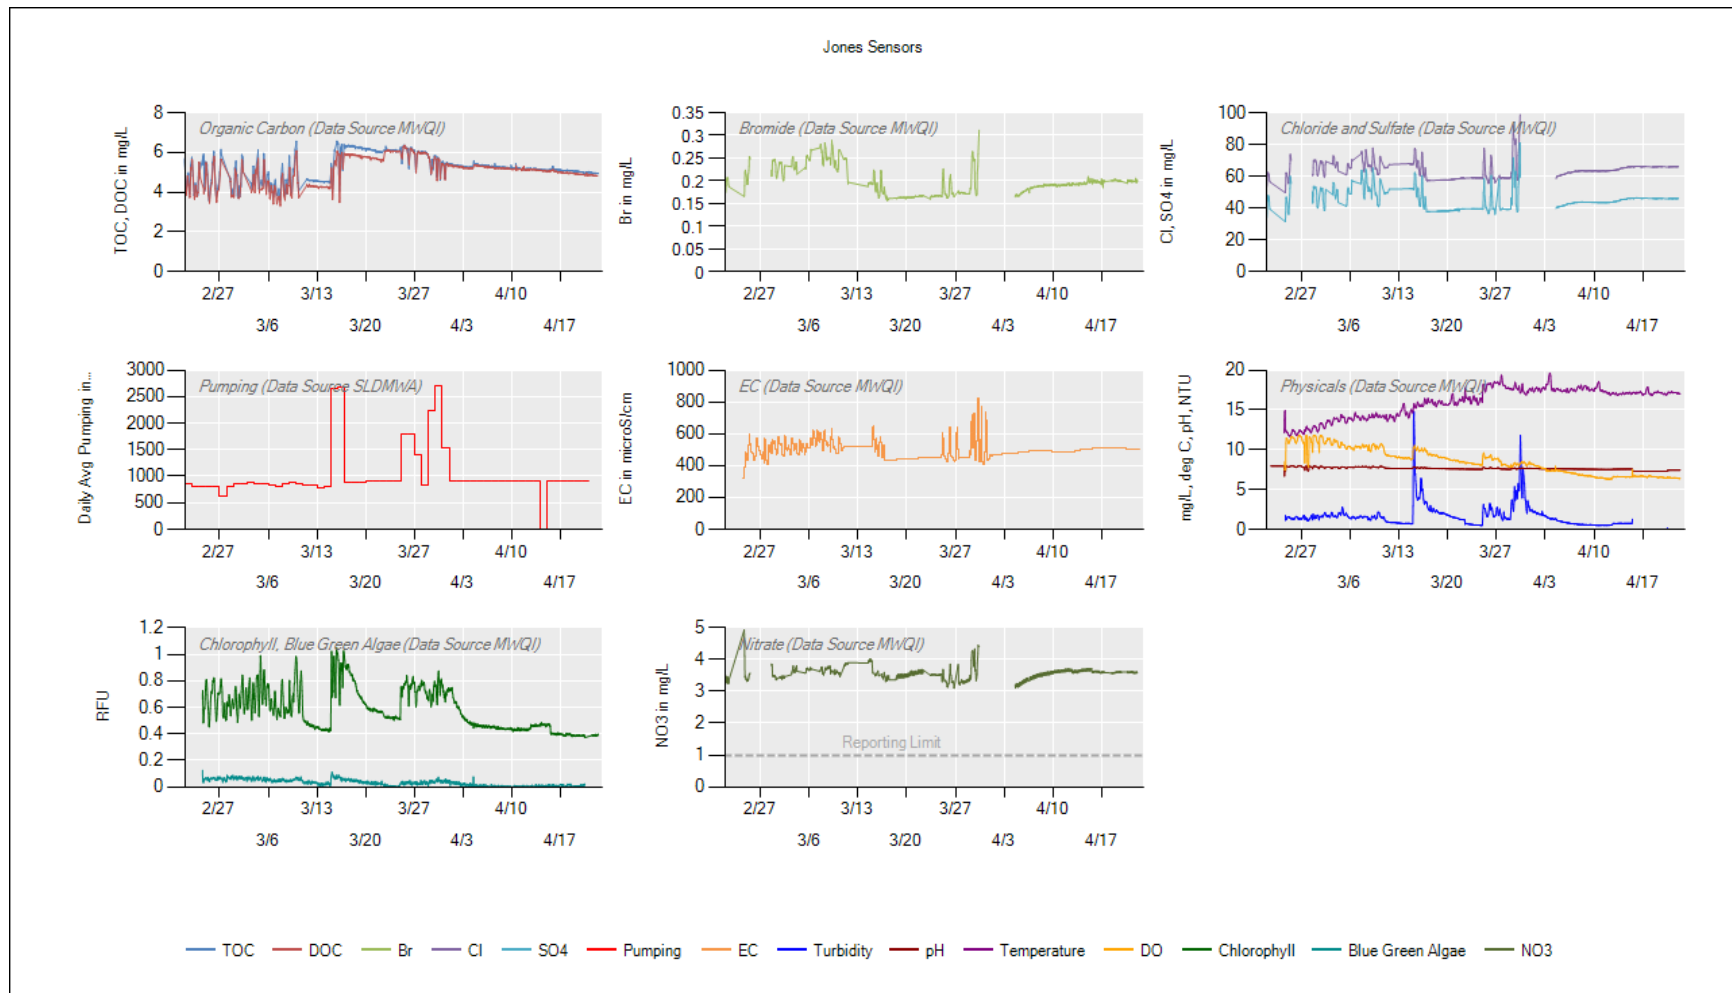 Jones Sensors
Organic Carbon (Data Source MWQI)
TOC, DOC in mg/L
8
6
4
2
0
2/27 3/13 3/27 4/10
3/6 3/20 4/3 4/17
Bromide (Data Source MWQI)
Br in mg/L
0.35
0.3
0.25
0.2
0.15
0.1
0.05
0
2/27 3/13 3/27 4/10
3/6 3/20 4/3 4/17
Chloride and Sulfate (Data Source MWQI)
Cl, SO4 in mg/L
100
80
60
40
20
0
2/27 3/13 3/27 4/10
3/6 3/20 4/3 4/17
Pumping (Data Source SLDMWA)
Daily Avg Pumping in...
3000
2500
2000
1500
1000
500
0
2/27 3/13 3/27 4/10
3/6 3/20 4/3 4/17
EC (Data Source MWQI)
EC in microS/cm
1000
800
600
400
200
0
2/27 3/13 3/27 4/10
3/6 3/20 4/3 4/17
Physicals (Data Source MWQI)
mg/L, deg C, pH, NTU
20
15
10
5
0
2/27 3/13 3/27 4/10
3/6 3/20 4/3 4/17
Chlorophyll, Blue Green Algae (Data Source MWQI)
RFU
1.2
1
0.8
0.6
0.4
0.2
0
2/27 3/13 3/27 4/10
3/6 3/20 4/3 4/17
Nitrate (Data Source MWQI)
NO3 in mg/L
5
4
3
2
1
0
Reporting Limit
2/27 3/13 3/27 4/10
3/6 3/20 4/3 4/17
TOC DOC Br Cl SO4 Pumping EC Turbidity pH Temperature DO Chlorophyll Blue Green Algae NO3